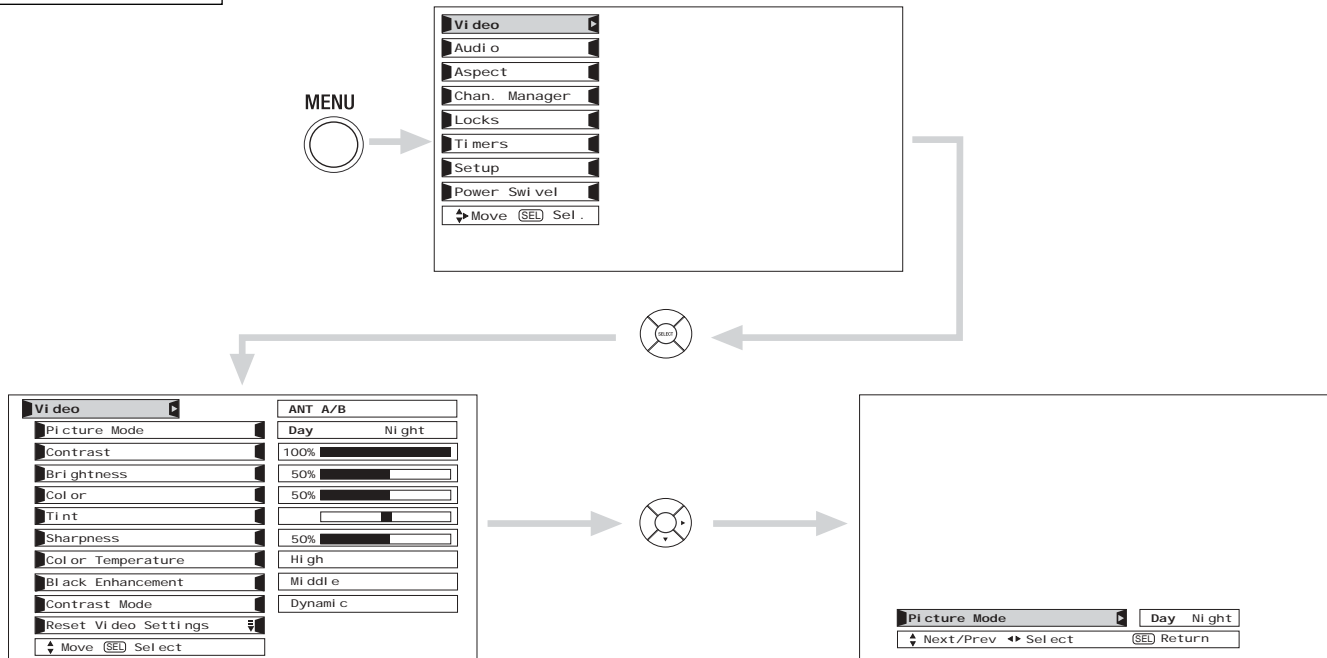 MENU
Video
Audio
Aspect
Chan. Manager
Locks
Timers
Setup
Power Swivel
Move SEL Sel.
SELECT
Video
ANT A/B
Picture Mode
Day Night
Contrast
100%
Brightness
50%
Color
50%
Tint
Sharpness
50%
Color Temperature
High
Black Enhancement
Middle
Contrast Mode
Dynamic
Reset Video Settings
Move SEL Select
Picture Mode
Day Night
Next/Prev Select SEL Return